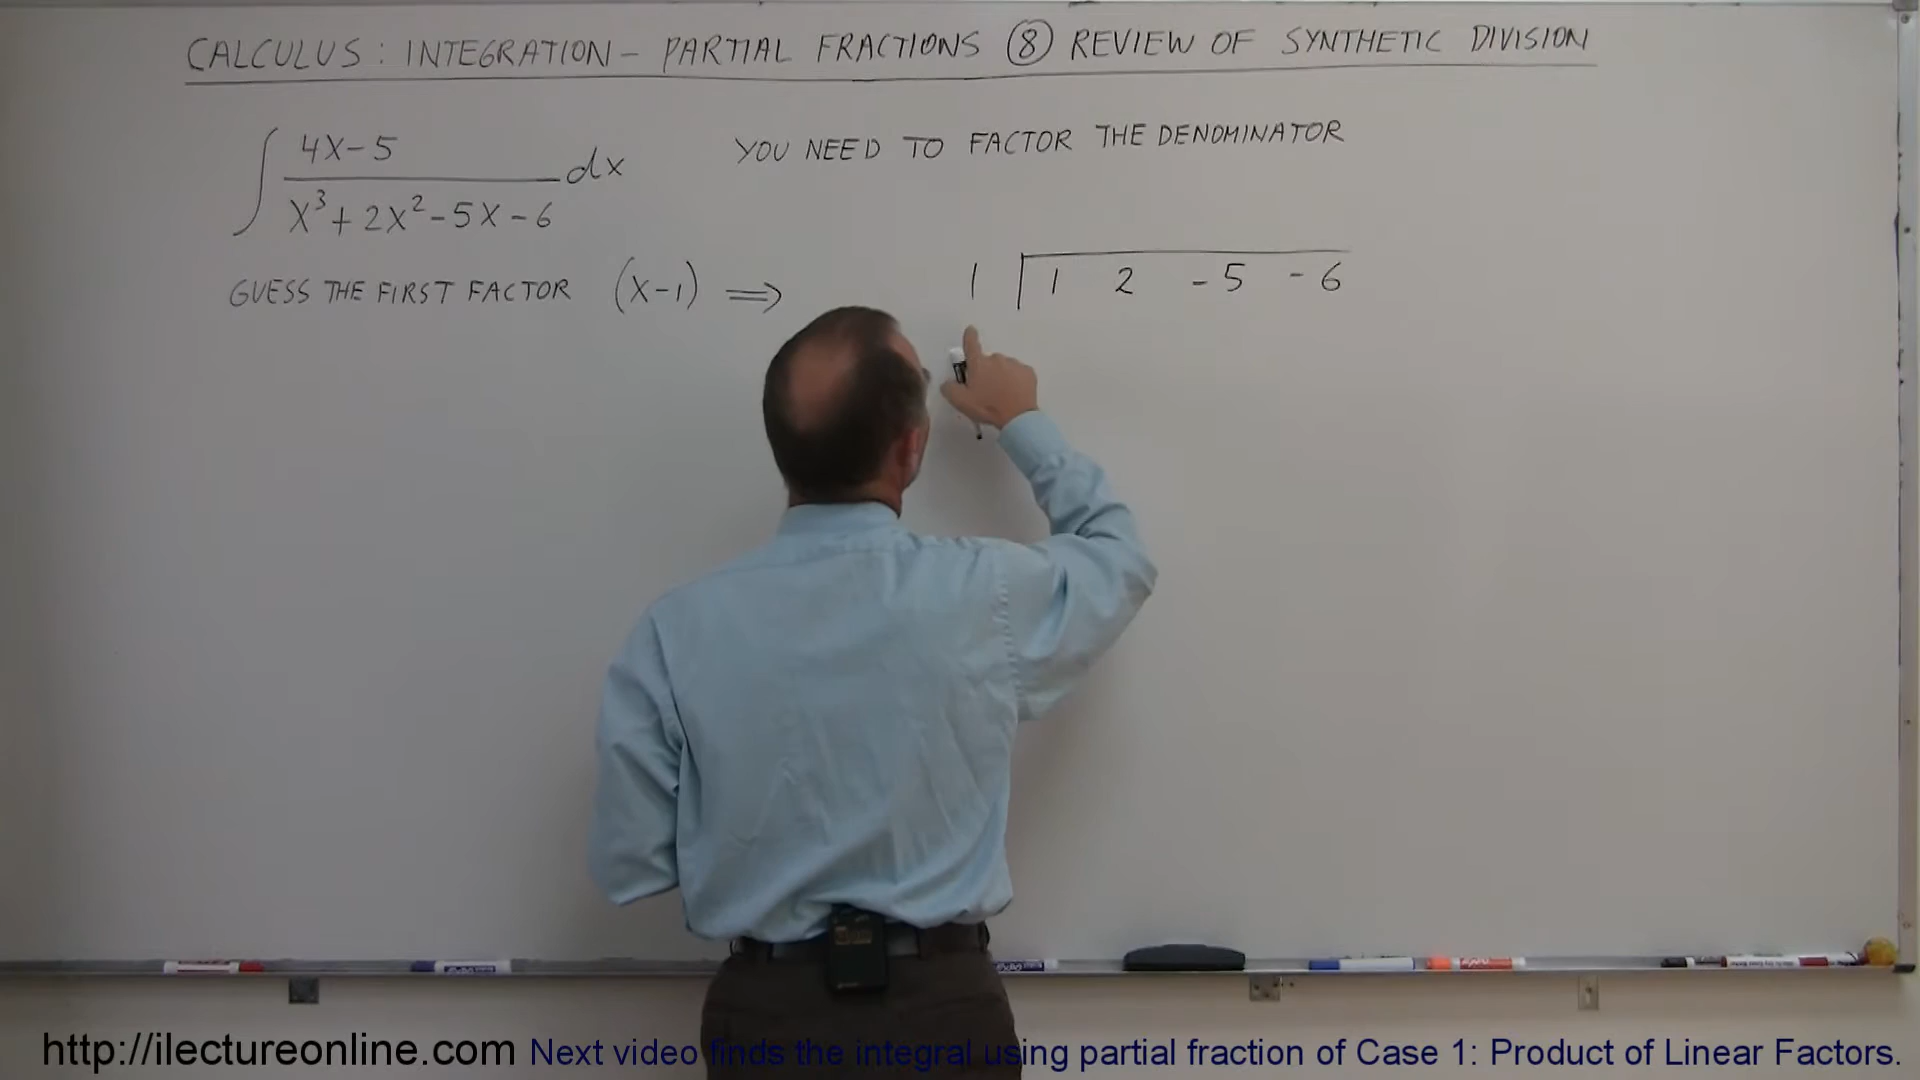 CALCULUS: INTEGRATION – PARTIAL FRACTIONS ⑧ REVIEW OF SYNTHETIC DIVISION
∫ (4X-5)/(X³+2X²-5X-6) dx
YOU NEED TO FACTOR THE DENOMINATOR
GUESS THE FIRST FACTOR (X-1) ⟹ 1 | 1 2 -5 -6
http://ilectureonline.com Next video finds the integral using partial fraction of Case 1: Product of Linear Factors.